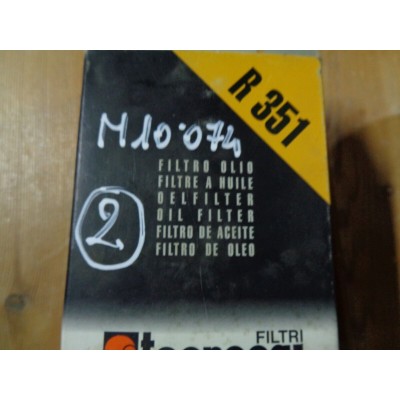 R 351
M10.074
FILTRO OLIO
FILTRE A HUILE
OELFILTER
OIL FILTER
FILTRO DE ACEITE
FILTRO DE OLEO
2
FILTRI